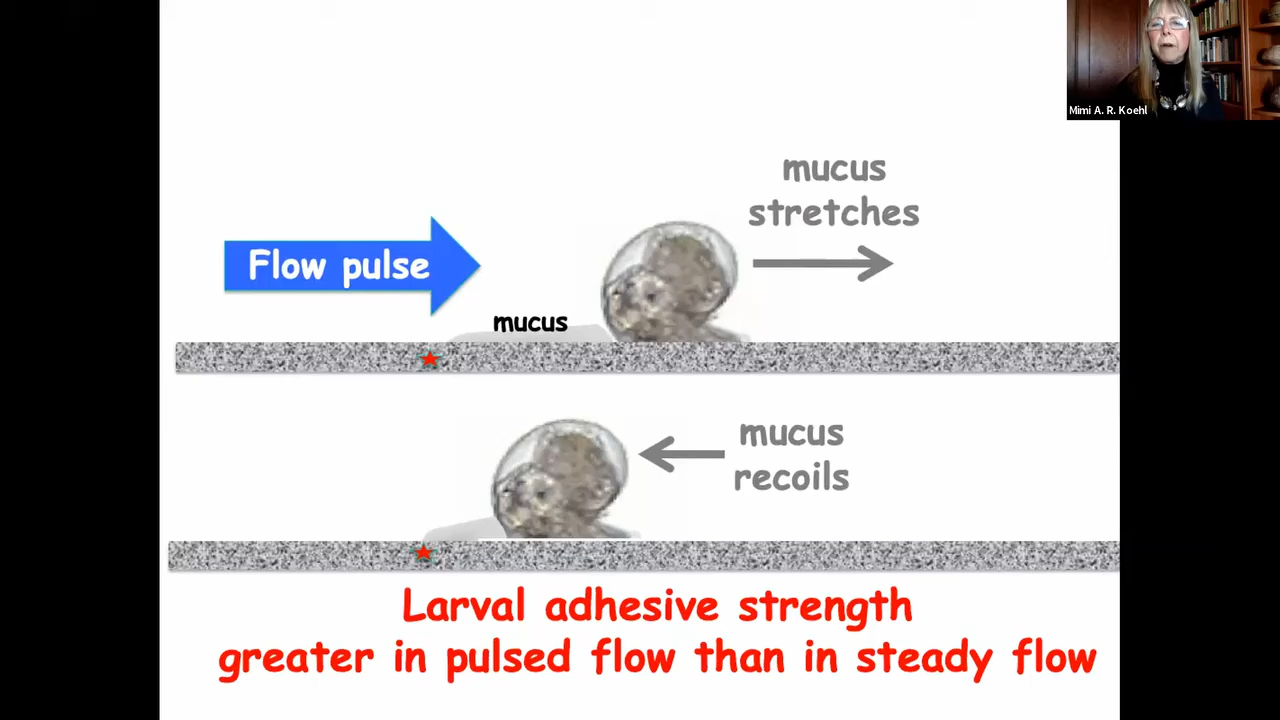 Mimi A. R. Koehl
mucus
stretches
Flow pulse
mucus
mucus
recoils
Larval adhesive strength
greater in pulsed flow than in steady flow